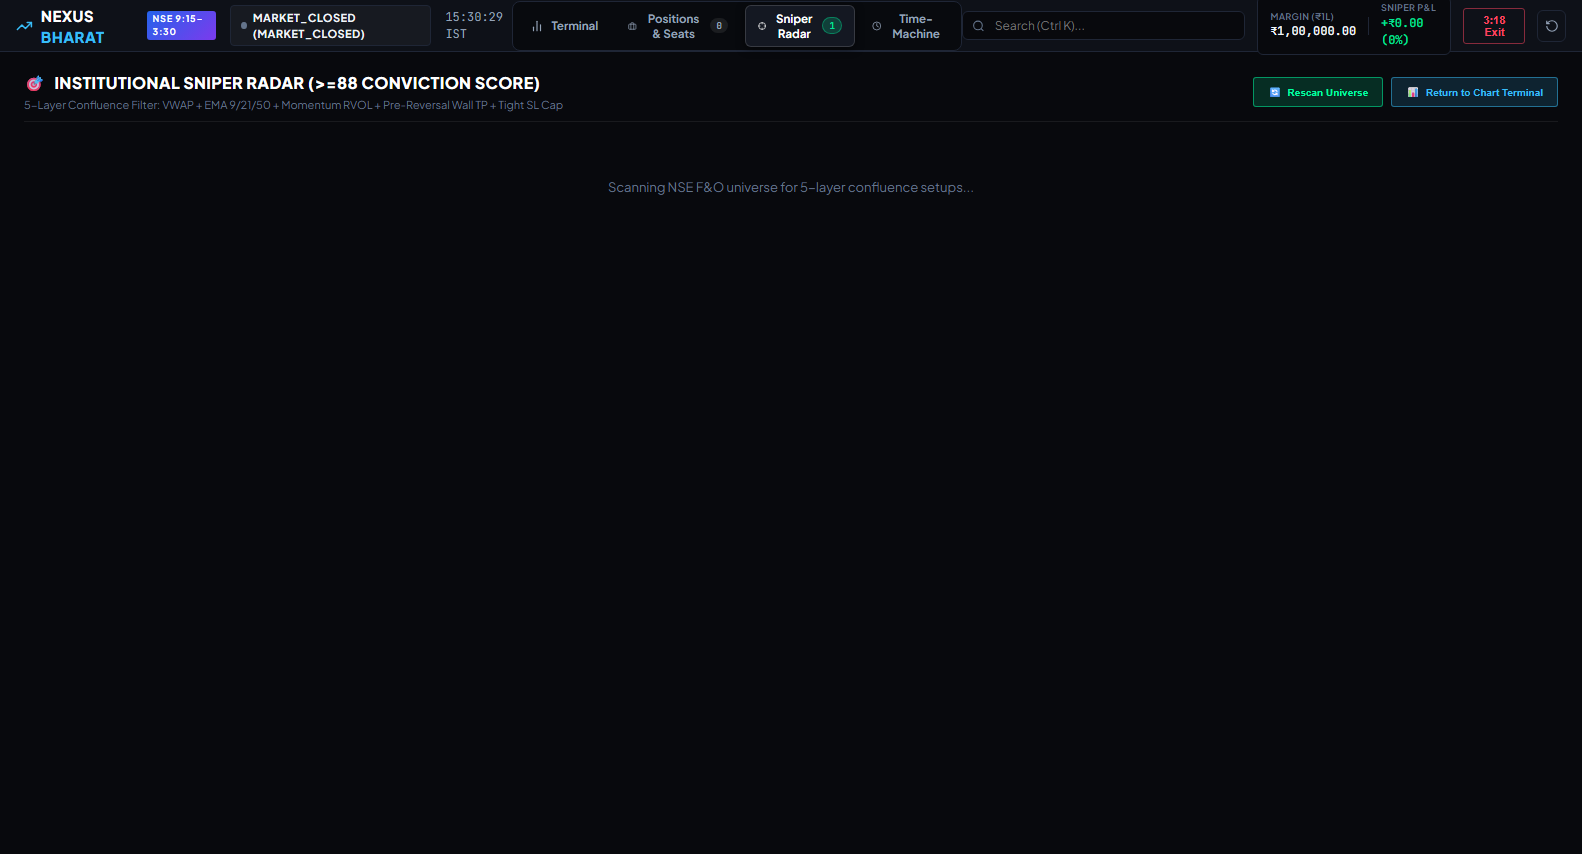 NEXUS
BHARAT
NSE 9:15–
3:30
MARKET_CLOSED
(MARKET_CLOSED)
15:30:29
IST
Terminal
Positions
& Seats
0
Sniper
Radar
1
Time-
Machine
Search (Ctrl K)...
MARGIN (₹1L)
₹1,00,000.00
SNIPER P&L
+₹0.00
(0%)
3:18
Exit
INSTITUTIONAL SNIPER RADAR (>=88 CONVICTION SCORE)
5-Layer Confluence Filter: VWAP + EMA 9/21/50 + Momentum RVOL + Pre-Reversal Wall TP + Tight SL Cap
Rescan Universe
Return to Chart Terminal
Scanning NSE F&O universe for 5-layer confluence setups...